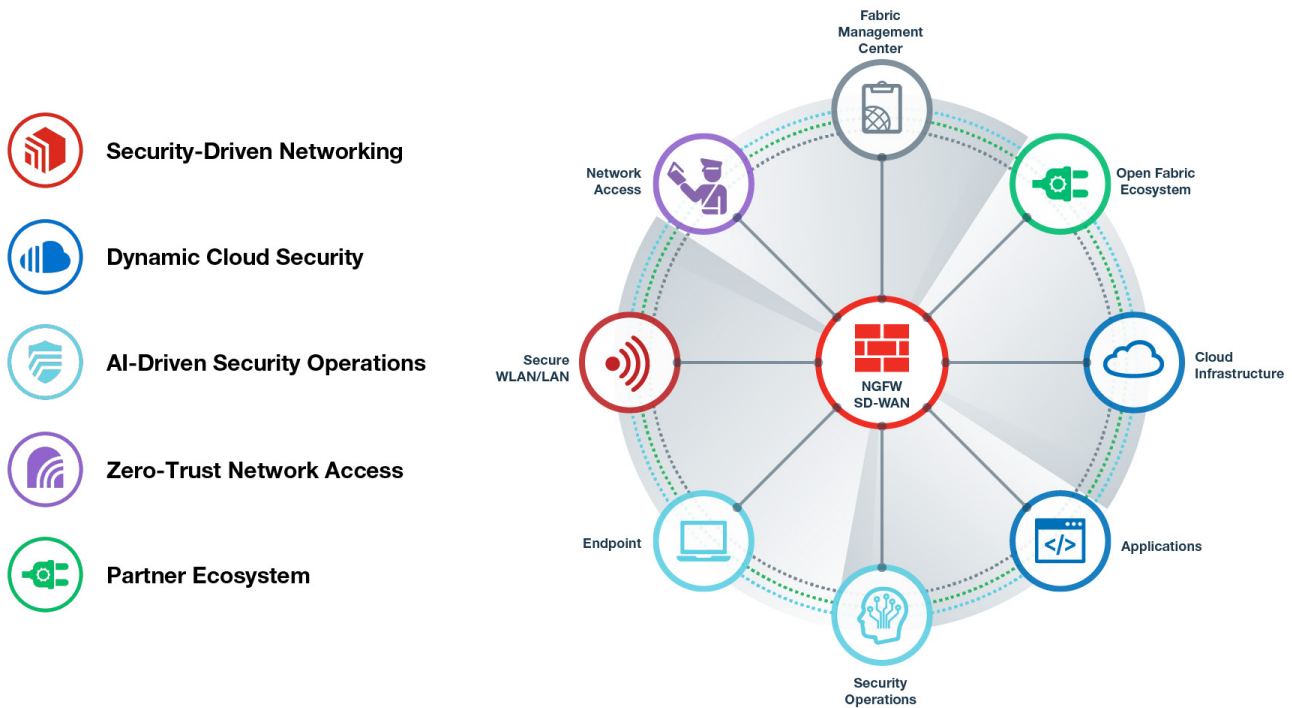 Security-Driven Networking
Dynamic Cloud Security
AI-Driven Security Operations
Zero-Trust Network Access
Partner Ecosystem
Fabric
Management
Center
Network
Access
Open Fabric
Ecosystem
Secure
WLAN/LAN
NGFW
SD-WAN
Cloud
Infrastructure
Endpoint
</>
Applications
Security
Operations